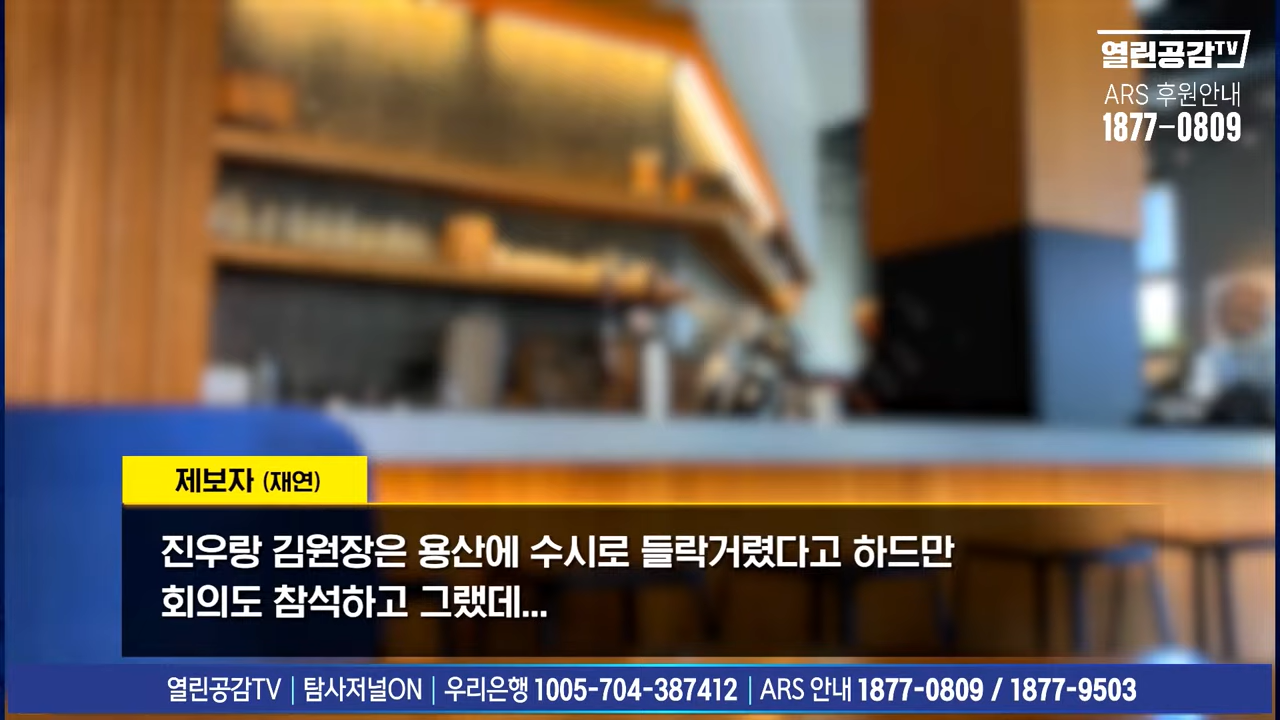 열린공감TV
ARS 후원안내
1877-0809
제보자 (재연)
진우랑 김원장은 용산에 수시로 들락거렸다고 하드만
회의도 참석하고 그랬데...
열린공감TV | 탐사저널ON | 우리은행 1005-704-387412 | ARS 안내 1877-0809 / 1877-9503